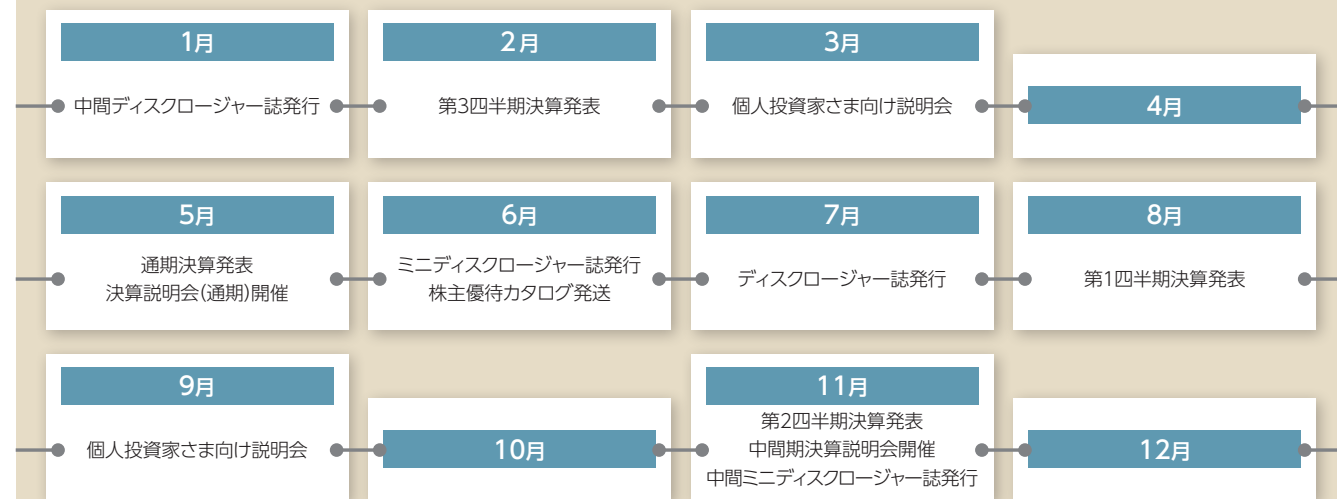 1月
中間ディスクロージャー誌発行
2月
第3四半期決算発表
3月
個人投資家さま向け説明会
4月
5月
通期決算発表
決算説明会(通期)開催
6月
ミニディスクロージャー誌発行
株主優待カタログ発送
7月
ディスクロージャー誌発行
8月
第1四半期決算発表
9月
個人投資家さま向け説明会
10月
11月
第2四半期決算発表
中間期決算説明会開催
中間ミニディスクロージャー誌発行
12月